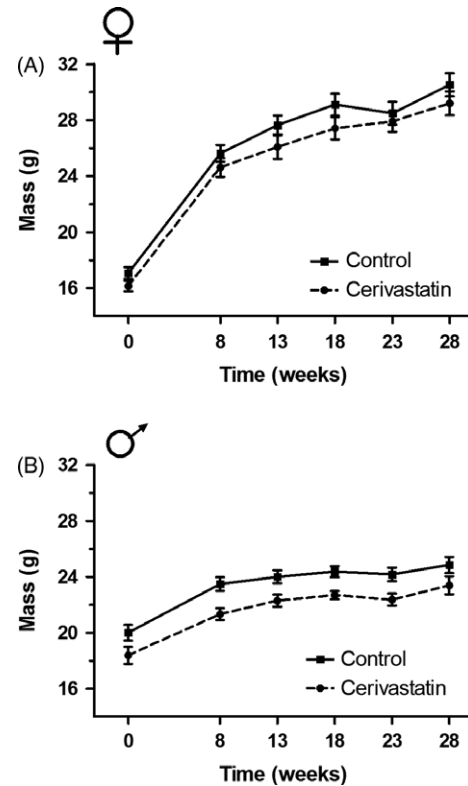 (A)
Mass (g)
32
28
24
20
16
Control
Cerivastatin
0 8 13 18 23 28
Time (weeks)
(B)
Mass (g)
32
28
24
20
16
Control
Cerivastatin
0 8 13 18 23 28
Time (weeks)